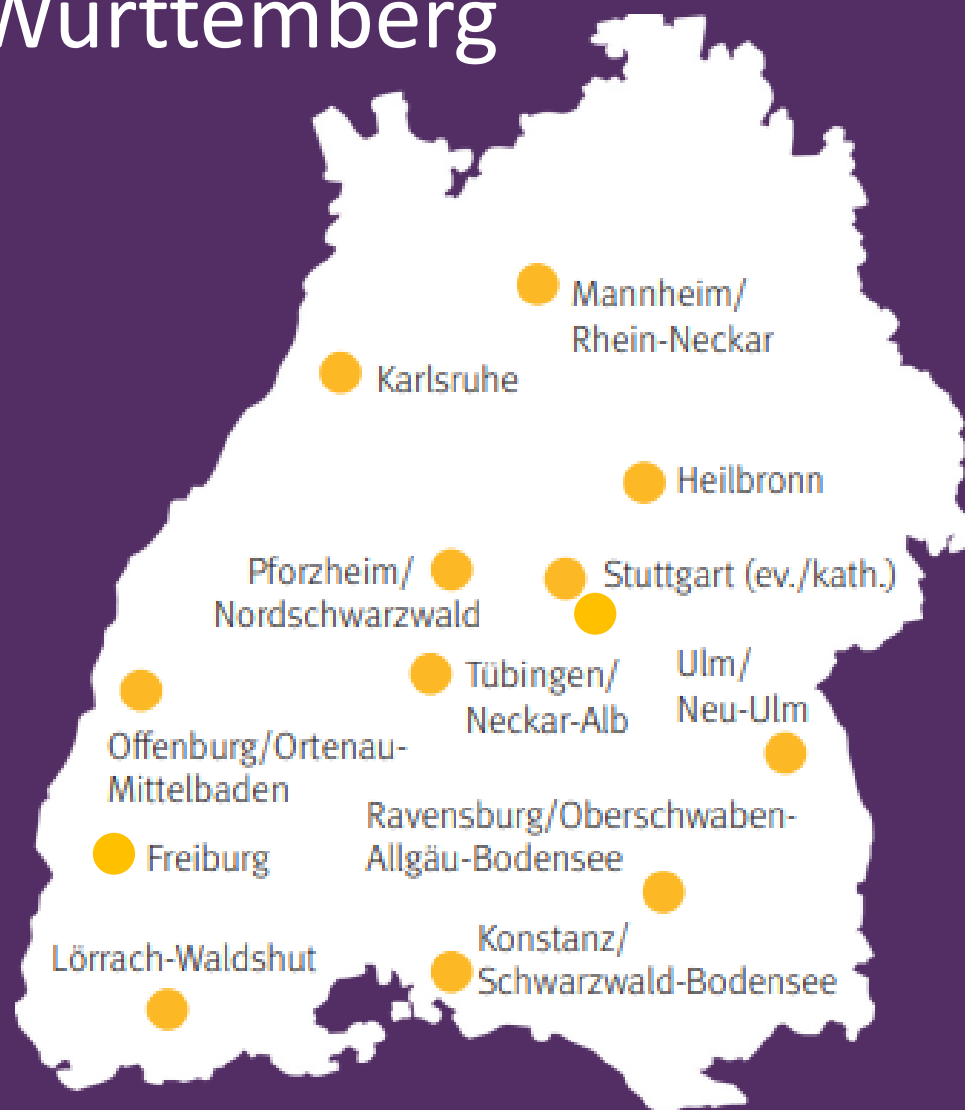 Württemberg
Mannheim/
Rhein-Neckar
Karlsruhe
Heilbronn
Pforzheim/
Nordschwarzwald
Stuttgart (ev./kath.)
Tübingen/
Neckar-Alb
Ulm/
Neu-Ulm
Offenburg/Ortenau-
Mittelbaden
Ravensburg/Oberschwaben-
Allgäu-Bodensee
Freiburg
Konstanz/
Schwarzwald-Bodensee
Lörrach-Waldshut